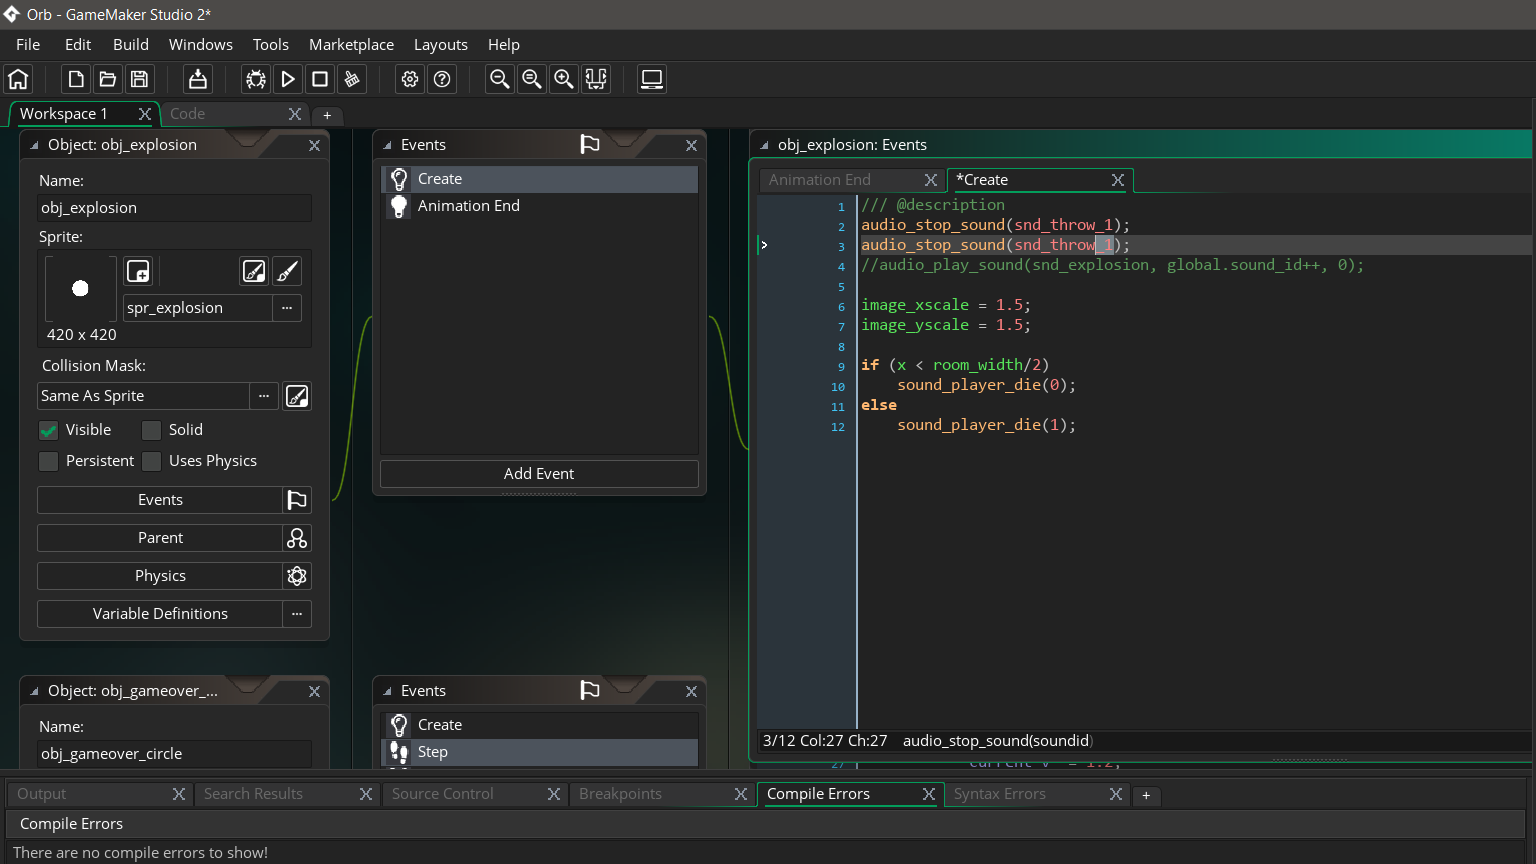 Orb - GameMaker Studio 2*
File Edit Build Windows Tools Marketplace Layouts Help
Workspace 1 X Code X +
Object: obj_explosion
Name:
obj_explosion
Sprite:
spr_explosion ...
420 x 420
Collision Mask:
Same As Sprite ...
Visible Solid
Persistent Uses Physics
Events
Parent
Physics
Variable Definitions ...
Events
Create
Animation End
Add Event
obj_explosion: Events
Animation End X *Create X
1 /// @description
2 audio_stop_sound(snd_throw_1);
3 audio_stop_sound(snd_throw_1);
4 //audio_play_sound(snd_explosion, global.sound_id++, 0);
5
6 image_xscale = 1.5;
7 image_yscale = 1.5;
8
9 if (x < room_width/2)
10 sound_player_die(0);
11 else
12 sound_player_die(1);
3/12 Col:27 Ch:27 audio_stop_sound(soundid)
Object: obj_gameover_...
Name:
obj_gameover_circle
Events
Create
Step
Output X Search Results X Source Control X Breakpoints X Compile Errors X Syntax Errors X +
Compile Errors
There are no compile errors to show!